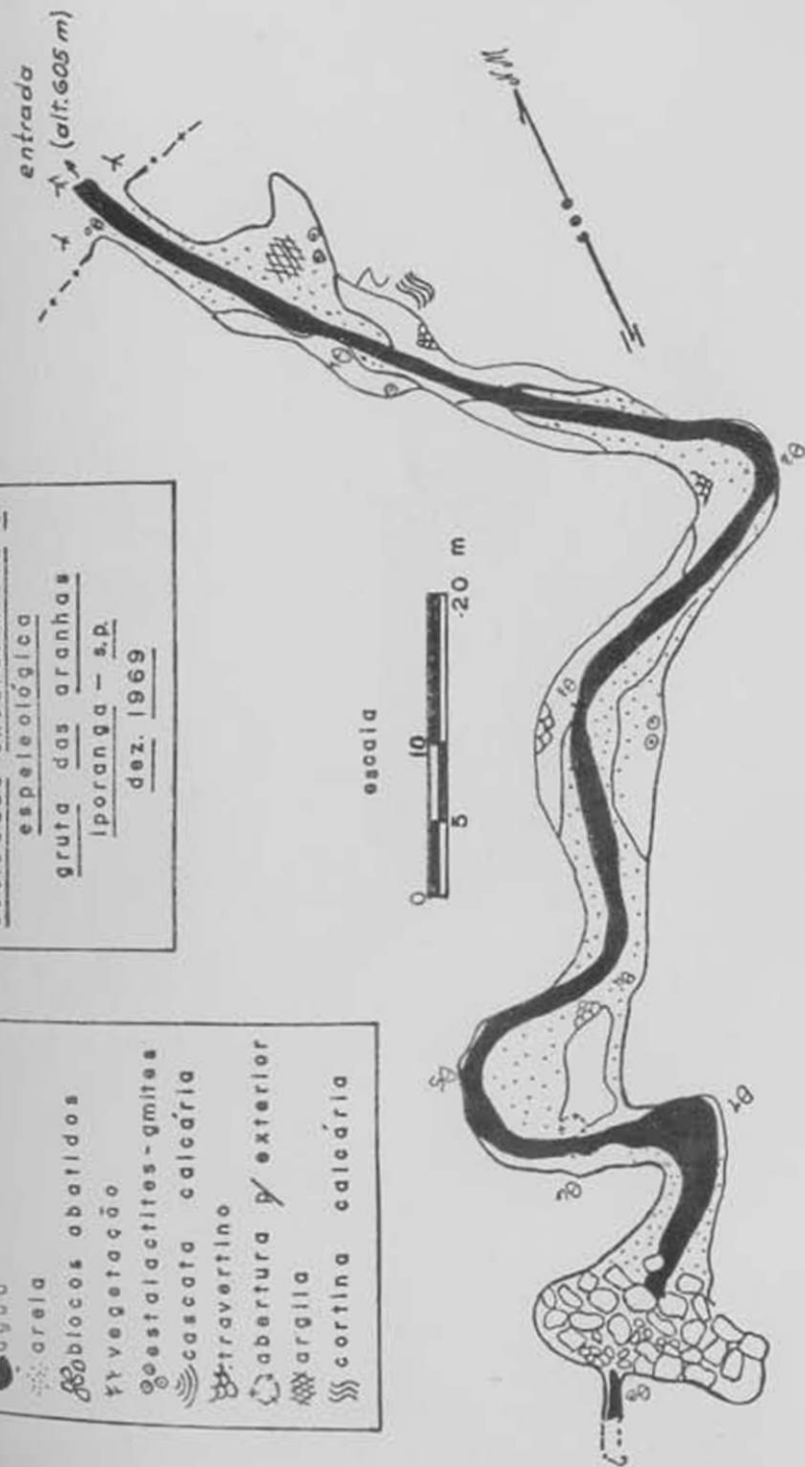 entrada
(alt. 605 m)
espeleológica
gruta das aranhas
iporanga – s.p.
dez. 1969
escala
0 5 10 20 m
areia
blocos abatidos
vegetação
estalactites-gmites
cascata calcária
travertino
abertura p/ exterior
argila
cortina calcária
NM
?